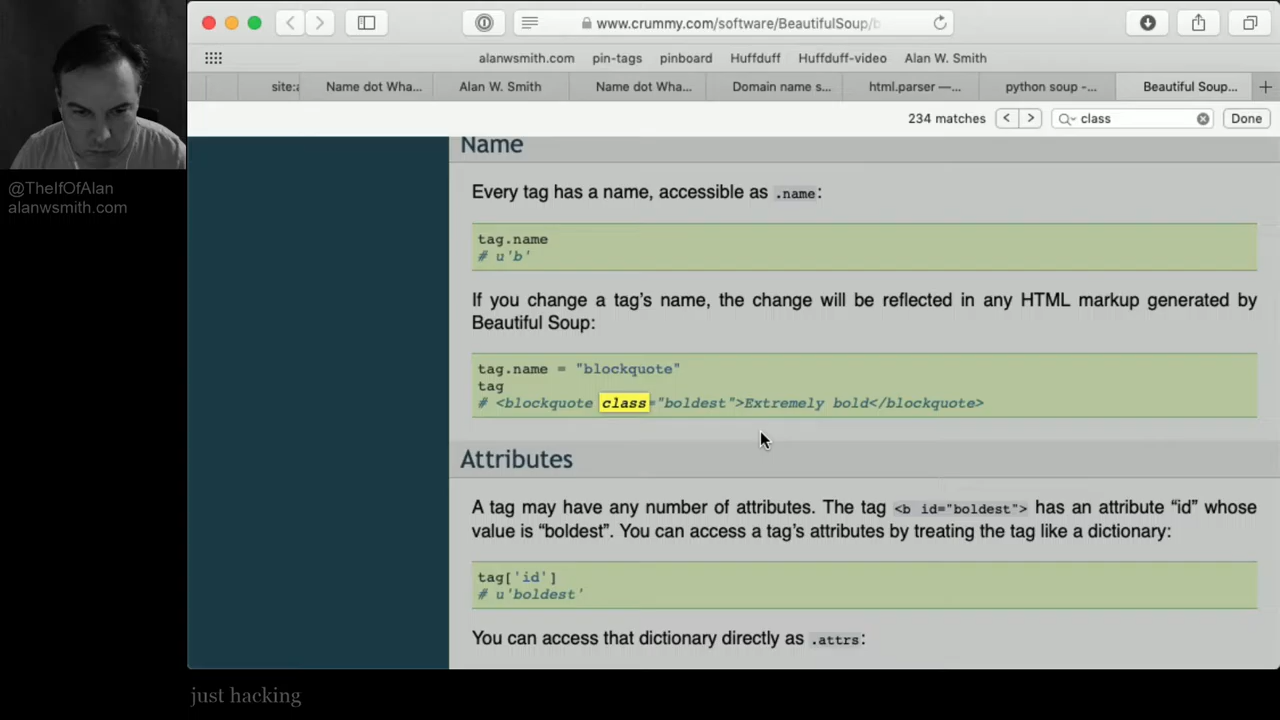 www.crummy.com/software/BeautifulSoup/b
alanwsmith.com pin-tags pinboard Huffduff Huffduff-video Alan W. Smith
site:a Name dot Wha... Alan W. Smith Name dot Wha... Domain name s... html.parser —... python soup -... Beautiful Soup... +
234 matches < > class Done
@TheIfOfAlan
alanwsmith.com
Name
Every tag has a name, accessible as .name:
tag.name
# u'b'
If you change a tag’s name, the change will be reflected in any HTML markup generated by
Beautiful Soup:
tag.name = "blockquote"
tag
# <blockquote class="boldest">Extremely bold</blockquote>
Attributes
A tag may have any number of attributes. The tag <b id="boldest"> has an attribute “id” whose
value is “boldest”. You can access a tag’s attributes by treating the tag like a dictionary:
tag['id']
# u'boldest'
You can access that dictionary directly as .attrs:
just hacking